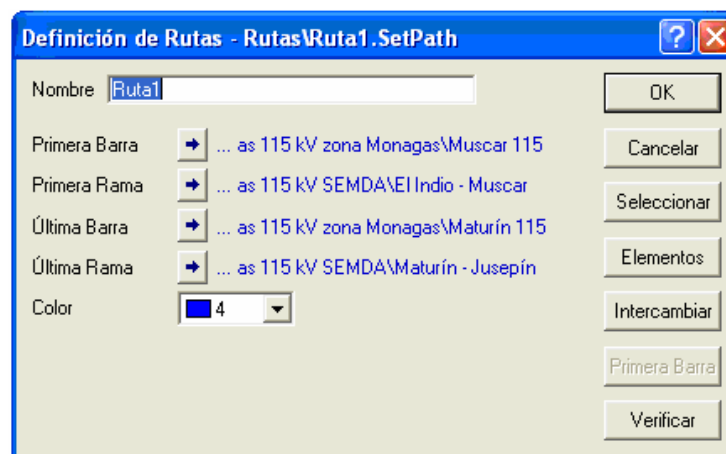 Definición de Rutas - Rutas\Ruta1.SetPath
Nombre Ruta1
OK
Primera Barra ... as 115 kV zona Monagas\Muscar 115
Cancelar
Primera Rama ... as 115 kV SEMDA\El Indio - Muscar
Seleccionar
Última Barra ... as 115 kV zona Monagas\Maturín 115
Elementos
Última Rama ... as 115 kV SEMDA\Maturín - Jusepín
Color 4
Intercambiar
Primera Barra
Verificar